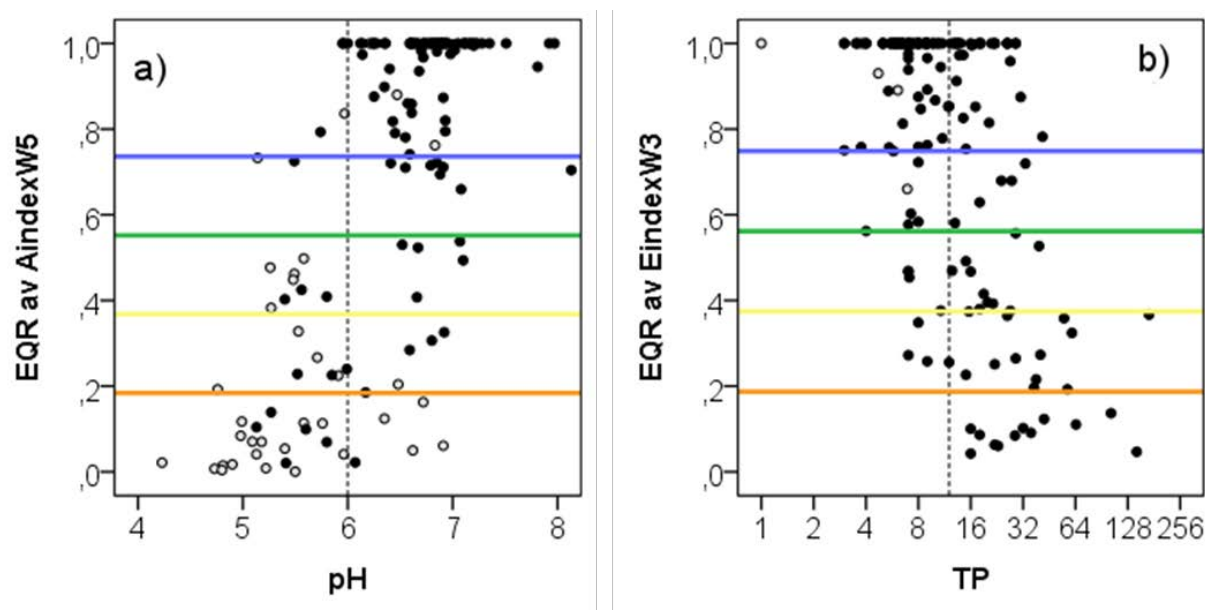 a)
EQR av AindexW5
1,0
,8
,6
,4
,2
,0
4 5 6 7 8
pH
b)
EQR av EindexW3
1,0
,8
,6
,4
,2
,0
1 2 4 8 16 32 64 128 256
TP